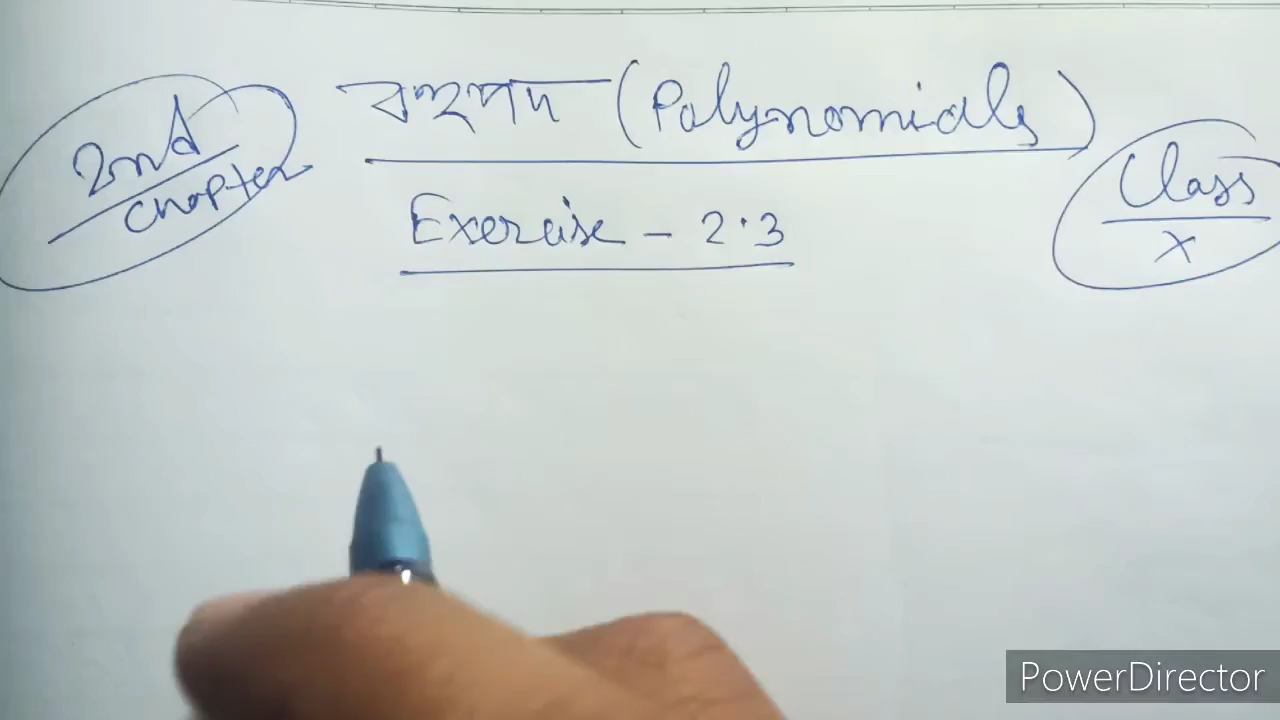 বহুপদ (Polynomials)
2nd
chapter
Class
X
Exercise - 2.3
PowerDirector